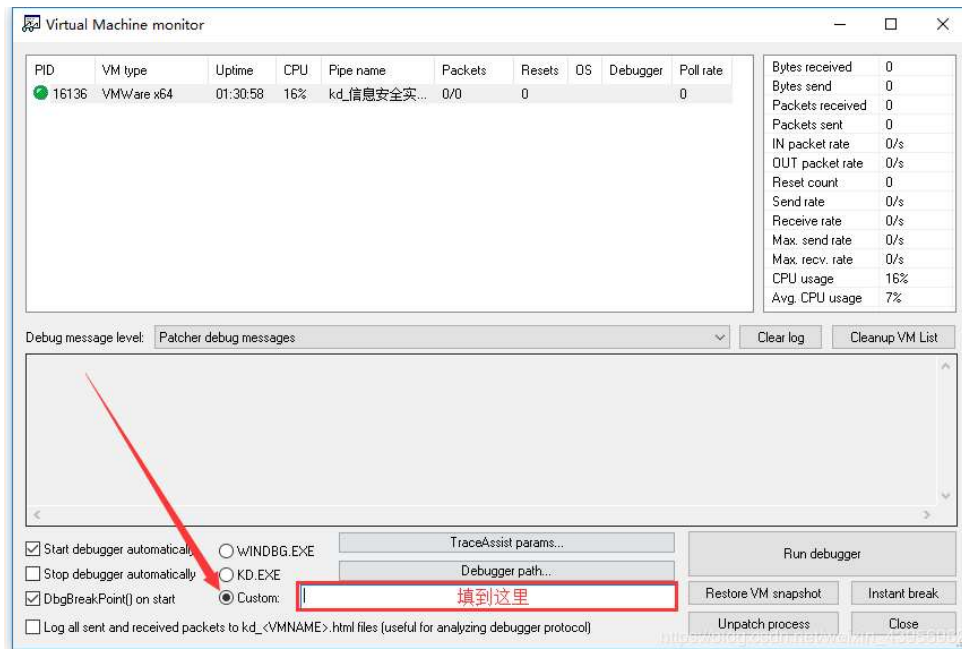 Virtual Machine monitor
PID VM type Uptime CPU Pipe name Packets Resets OS Debugger Poll rate
16136 VMWare x64 01:30:58 16% kd_信息安全实... 0/0 0 0
Bytes received 0
Bytes send 0
Packets received 0
Packets sent 0
IN packet rate 0/s
OUT packet rate 0/s
Reset count 0
Send rate 0/s
Receive rate 0/s
Max. send rate 0/s
Max. recv. rate 0/s
CPU usage 16%
Avg. CPU usage 7%
Debug message level: Patcher debug messages Clear log Cleanup VM List
Start debugger automatically WINDBG.EXE TraceAssist params... Run debugger
Stop debugger automatically KD.EXE Debugger path...
DbgBreakPoint() on start Custom: 填到这里 Restore VM snapshot Instant break
Log all sent and received packets to kd_<VMNAME>.html files (useful for analyzing debugger protocol) Unpatch process Close